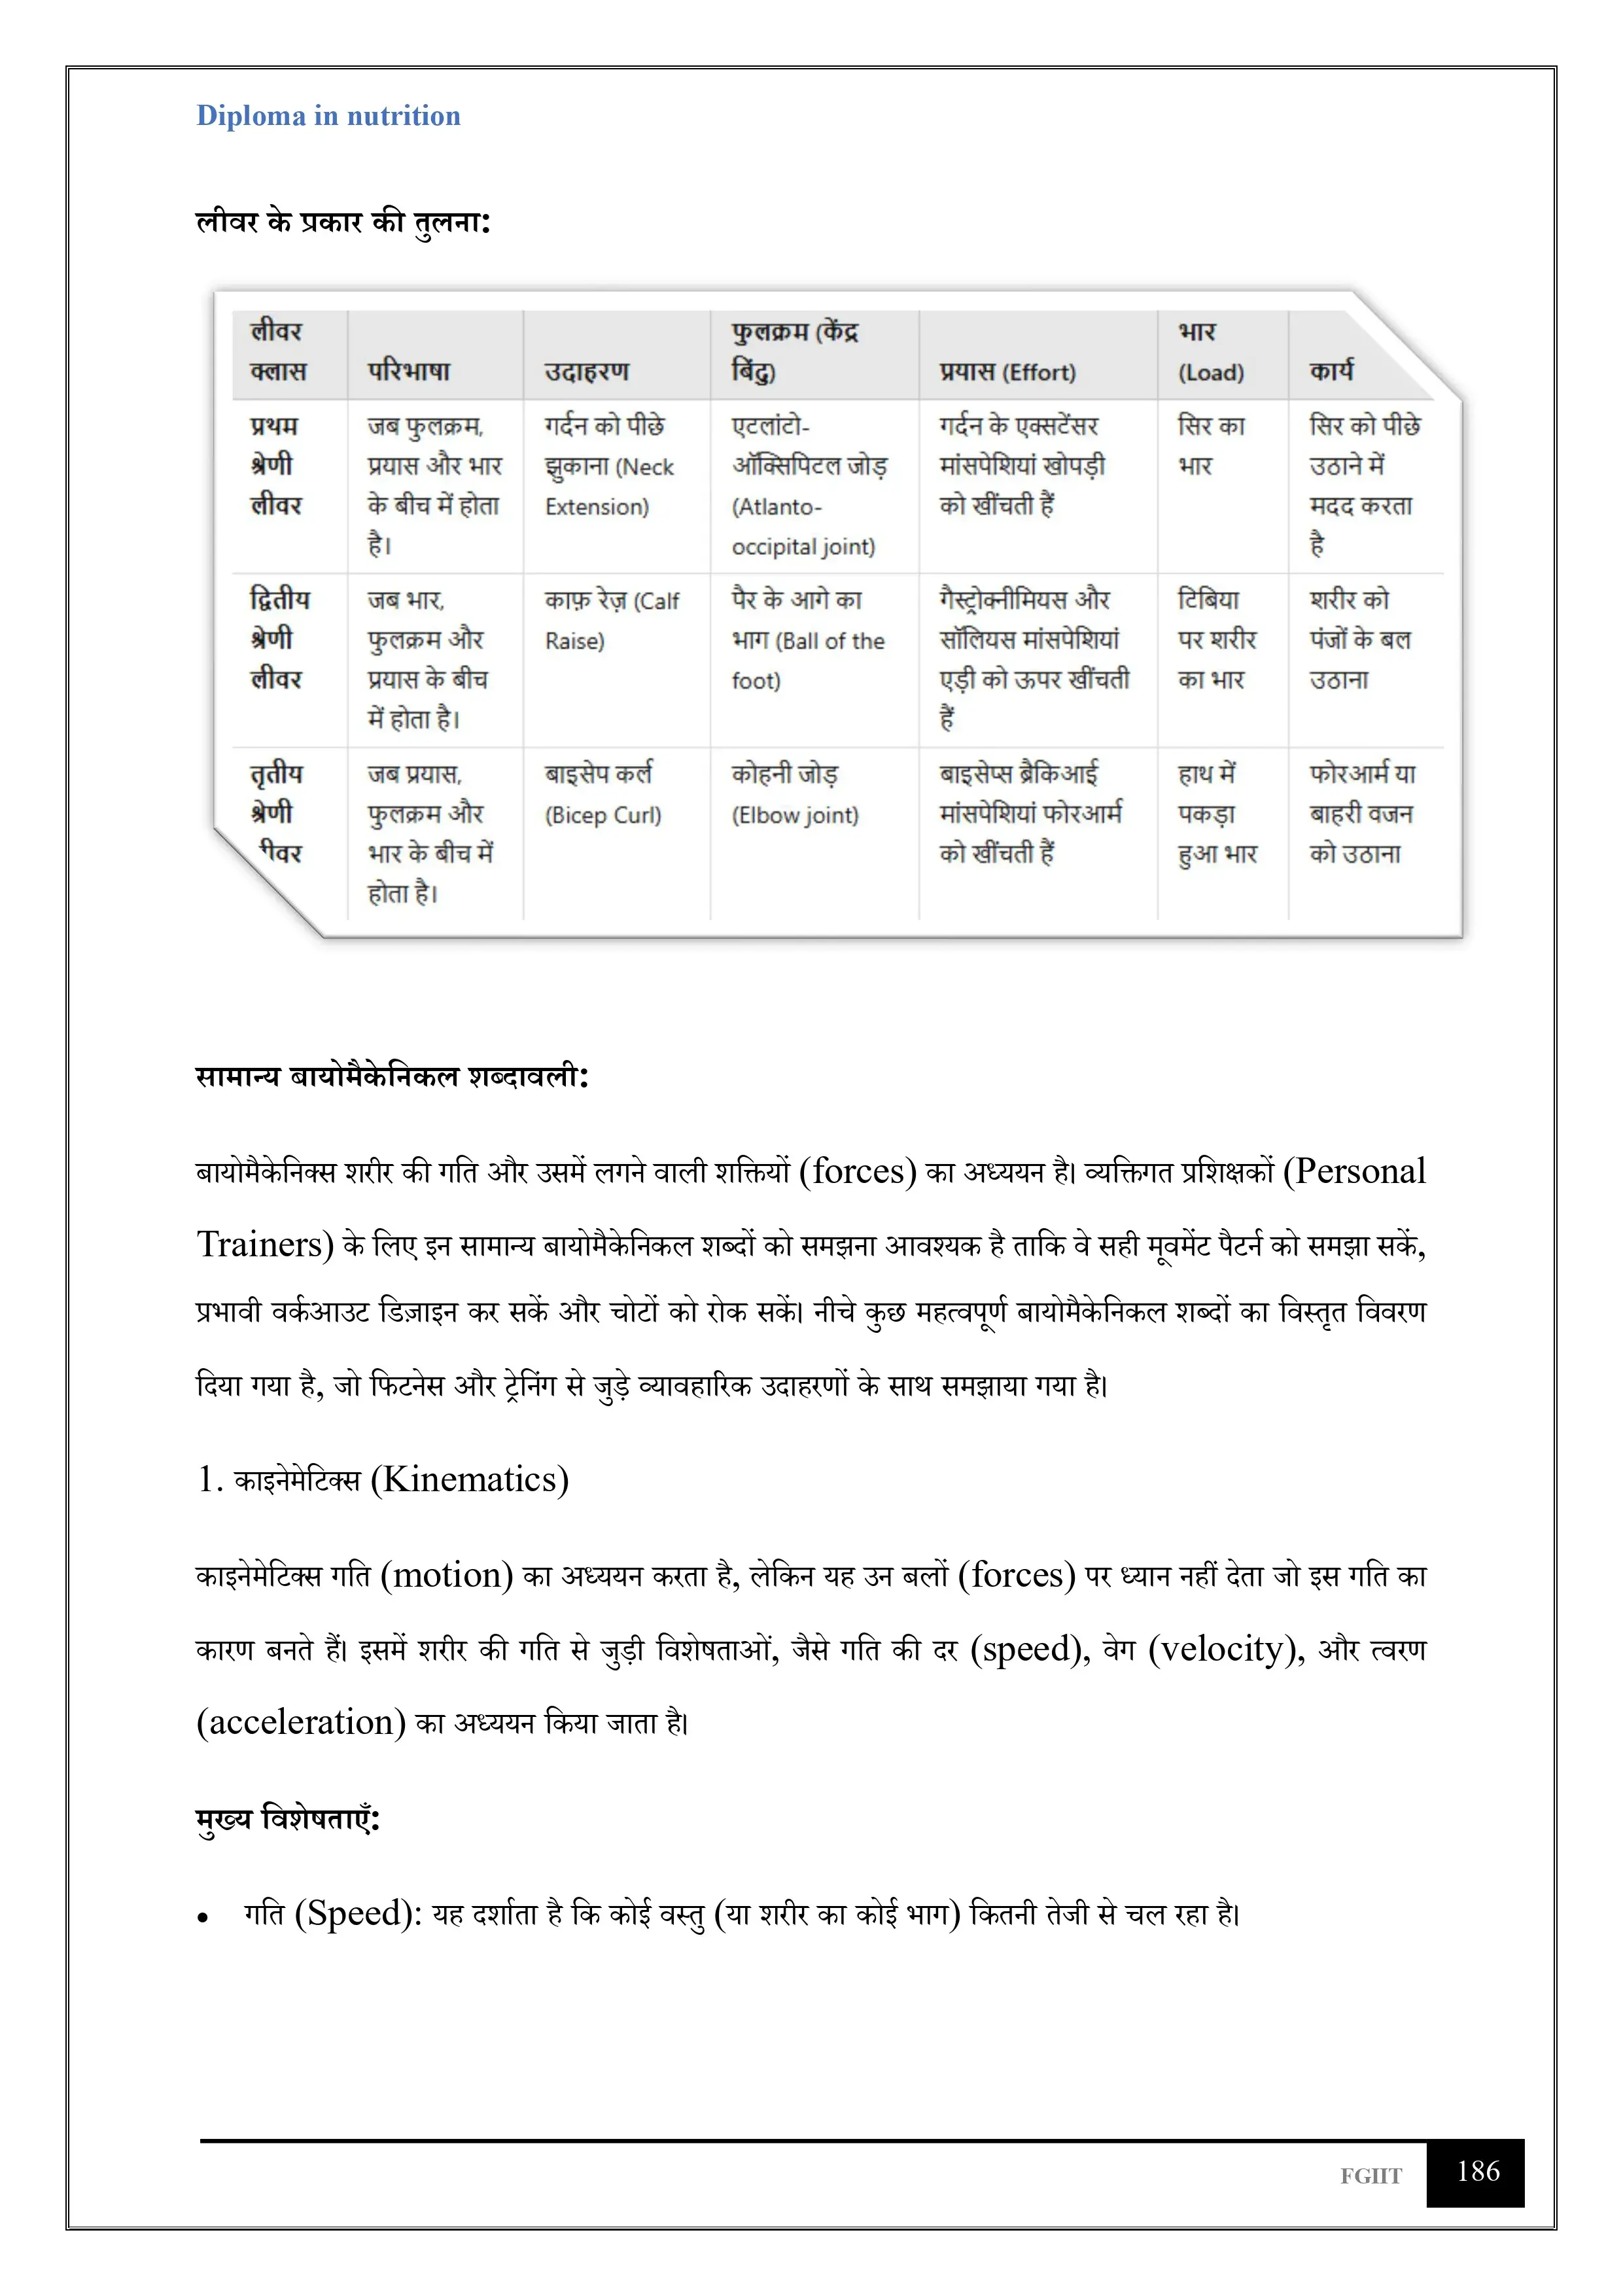 Diploma in nutrition
लीवर के प्रकार की तुलना:
लीवर क्लास | परिभाषा | उदाहरण | फुलक्रम (केंद्र बिंदु) | प्रयास (Effort) | भार (Load) | कार्य
प्रथम श्रेणी लीवर | जब फुलक्रम, प्रयास और भार के बीच में होता है। | गर्दन को पीछे झुकाना (Neck Extension) | एटलांटो-ऑक्सिपिटल जोड़ (Atlanto-occipital joint) | गर्दन के एक्सटेंसर मांसपेशियां खोपड़ी को खींचती हैं | सिर का भार | सिर को पीछे उठाने में मदद करता है
द्वितीय श्रेणी लीवर | जब भार, फुलक्रम और प्रयास के बीच में होता है। | काफ़ रेज़ (Calf Raise) | पैर के आगे का भाग (Ball of the foot) | गैस्ट्रोक्नीमियस और सॉलियस मांसपेशियां एड़ी को ऊपर खींचती हैं | टिबिया पर शरीर का भार | शरीर को पंजों के बल उठाना
तृतीय श्रेणी | जब प्रयास, फुलक्रम और भार के बीच में होता है। | बाइसेप कर्ल (Bicep Curl) | कोहनी जोड़ (Elbow joint) | बाइसेप्स ब्रैकिआई मांसपेशियां फोरआर्म को खींचती हैं | हाथ में पकड़ा हुआ भार | फोरआर्म या बाहरी वजन को उठाना
सामान्य बायोमैकेनिकल शब्दावली:
बायोमैकेनिक्स शरीर की गति और उसमें लगने वाली शक्तियों (forces) का अध्ययन है। व्यक्तिगत प्रशिक्षकों (Personal
Trainers) के लिए इन सामान्य बायोमैकेनिकल शब्दों को समझना आवश्यक है ताकि वे सही मूवमेंट पैटर्न को समझा सकें,
प्रभावी वर्कआउट डिज़ाइन कर सकें और चोटों को रोक सकें। नीचे कुछ महत्वपूर्ण बायोमैकेनिकल शब्दों का विस्तृत विवरण
दिया गया है, जो फिटनेस और ट्रेनिंग से जुड़े व्यावहारिक उदाहरणों के साथ समझाया गया है।
1. काइनेमेटिक्स (Kinematics)
काइनेमेटिक्स गति (motion) का अध्ययन करता है, लेकिन यह उन बलों (forces) पर ध्यान नहीं देता जो इस गति का
कारण बनते हैं। इसमें शरीर की गति से जुड़ी विशेषताओं, जैसे गति की दर (speed), वेग (velocity), और त्वरण
(acceleration) का अध्ययन किया जाता है।
मुख्य विशेषताएँ:
• गति (Speed): यह दर्शाता है कि कोई वस्तु (या शरीर का कोई भाग) कितनी तेजी से चल रहा है।
FGIIT 186